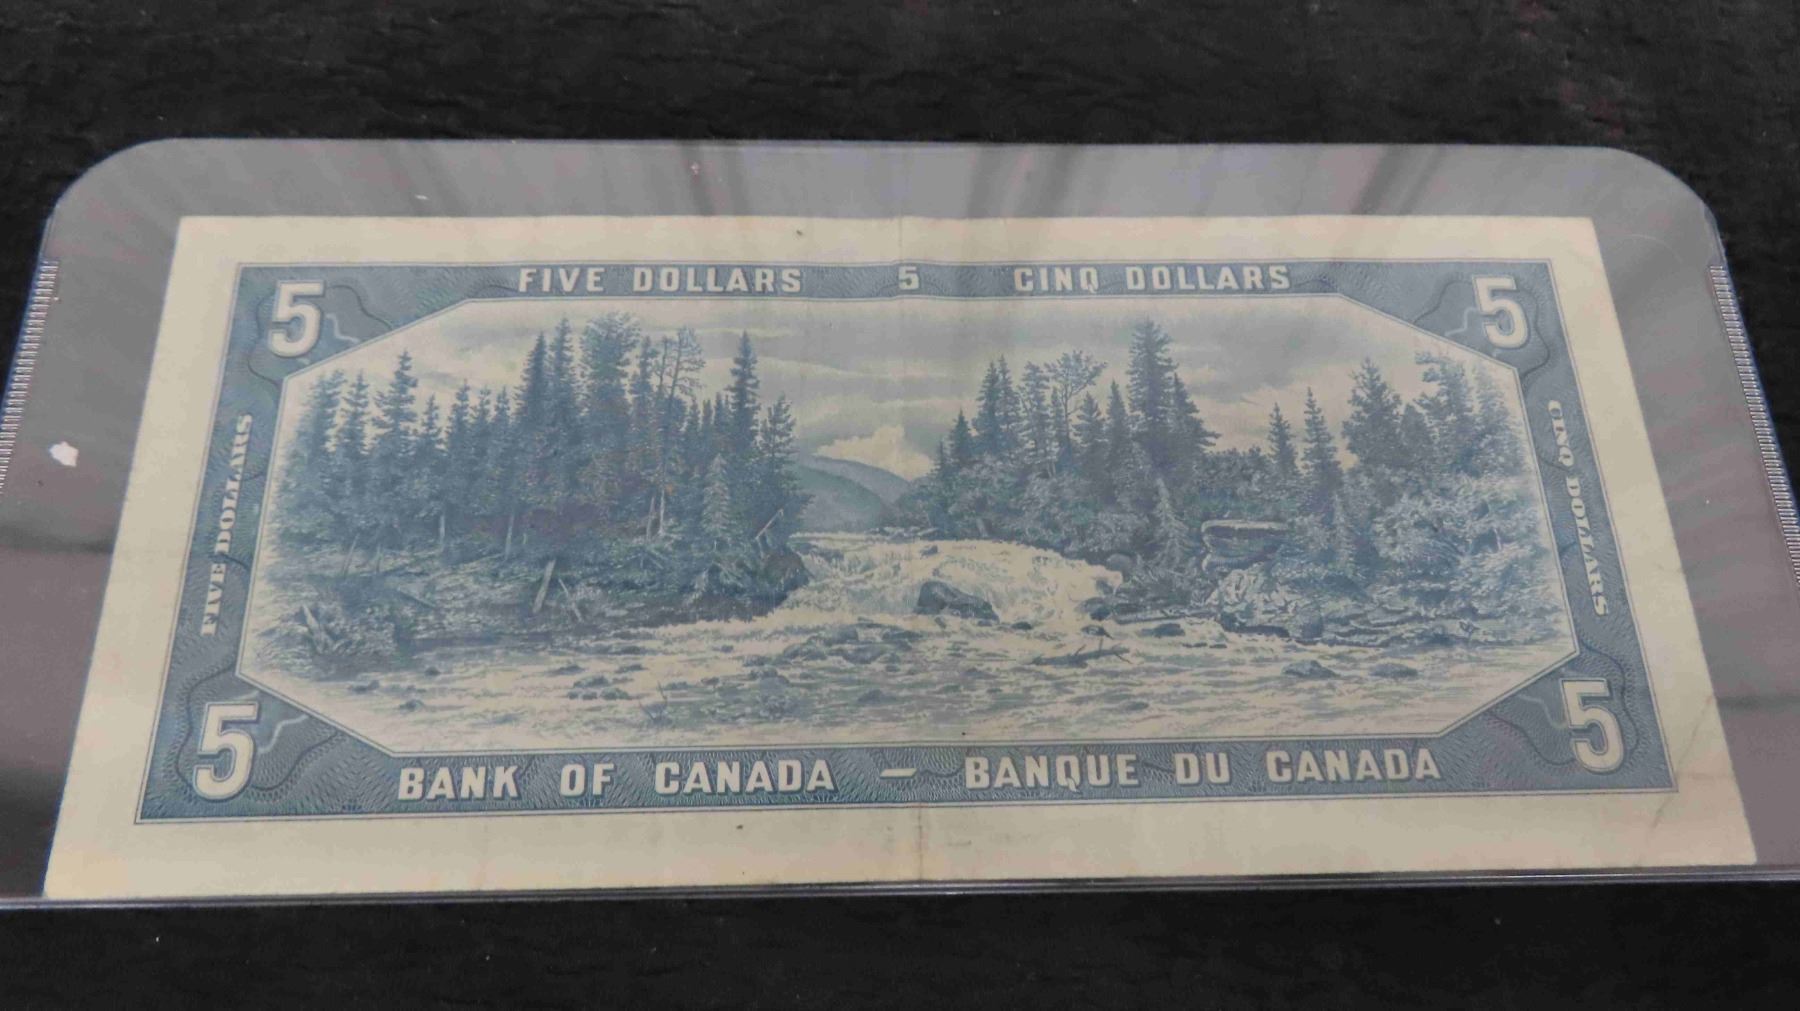 FIVE DOLLARS 5 CINQ DOLLARS
5 5
FIVE DOLLARS
CINQ DOLLARS
5 5
BANK OF CANADA – BANQUE DU CANADA